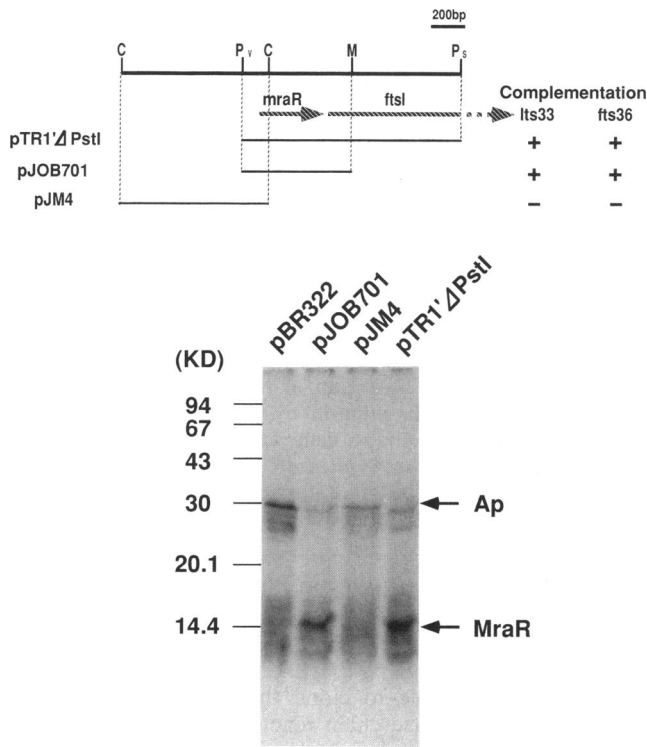 200bp
C Pv C M Ps
mraR ftsI
Complementation
lts33 fts36
pTR1'Δ PstI + +
pJOB701 + +
pJM4 − −
pBR322 pJOB701 pJM4 pTR1'Δ PstI
(KD)
94
67
43
30 Ap
20.1
14.4 MraR